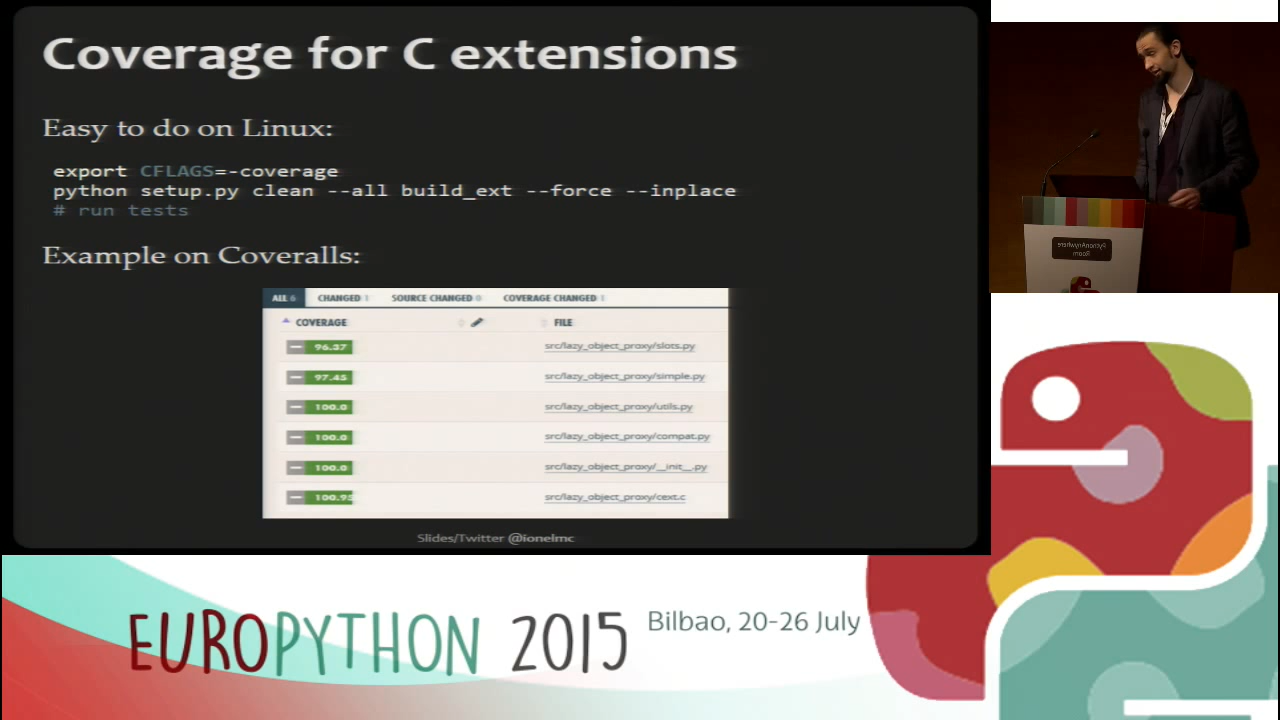 Coverage for C extensions
Easy to do on Linux:
export CFLAGS=-coverage
python setup.py clean --all build_ext --force --inplace
# run tests
Example on Coveralls:
ALL 6 CHANGED 1 SOURCE CHANGED 0 COVERAGE CHANGED 1
COVERAGE FILE
96.37 src/lazy_object_proxy/slots.py
97.45 src/lazy_object_proxy/simple.py
100.0 src/lazy_object_proxy/utils.py
100.0 src/lazy_object_proxy/compat.py
100.0 src/lazy_object_proxy/__init__.py
100.95 src/lazy_object_proxy/cext.c
Slides/Twitter @ionelmc
PythonAnywhere
Room
EUROPYTHON 2015 Bilbao, 20-26 July